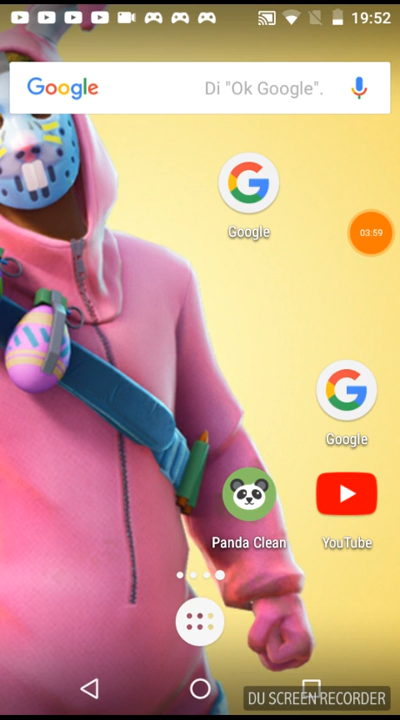 19:52
Google
Di "Ok Google".
Google
03:59
Google
Panda Clean
YouTube
DU SCREEN RECORDER